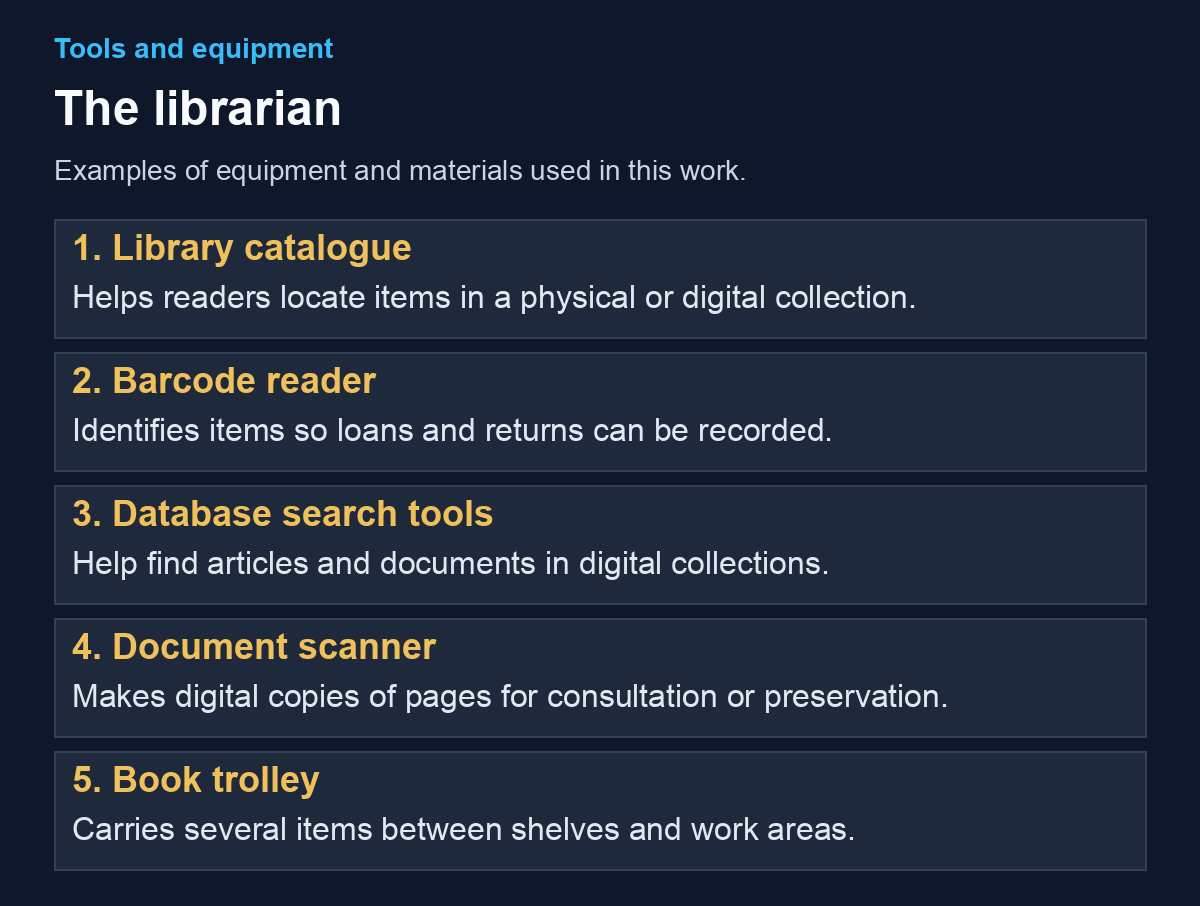 Tools and equipment
The librarian
Examples of equipment and materials used in this work.
1. Library catalogue
Helps readers locate items in a physical or digital collection.
2. Barcode reader
Identifies items so loans and returns can be recorded.
3. Database search tools
Help find articles and documents in digital collections.
4. Document scanner
Makes digital copies of pages for consultation or preservation.
5. Book trolley
Carries several items between shelves and work areas.